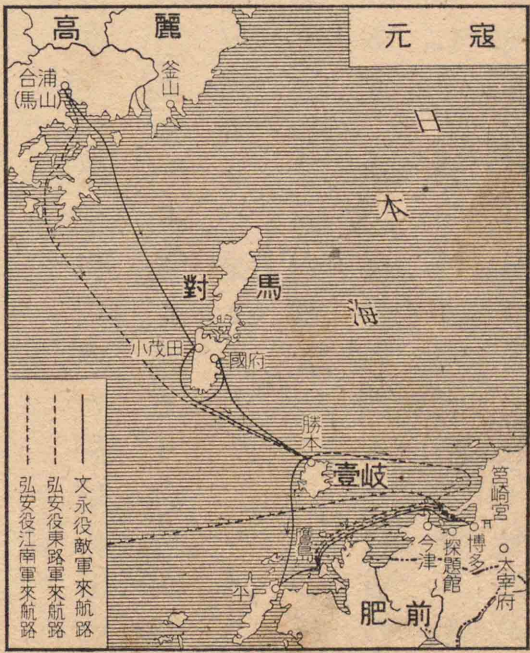 元寇
高麗
合浦
(馬山)
釜山
日本海
對馬
小茂田
國府
勝本
壹岐
筥崎宮
博多
太宰府
今津
探題館
鷹島
平戸
肥前
文永役敵軍來航路
弘安役東路軍來航路
弘安役江南軍來航路